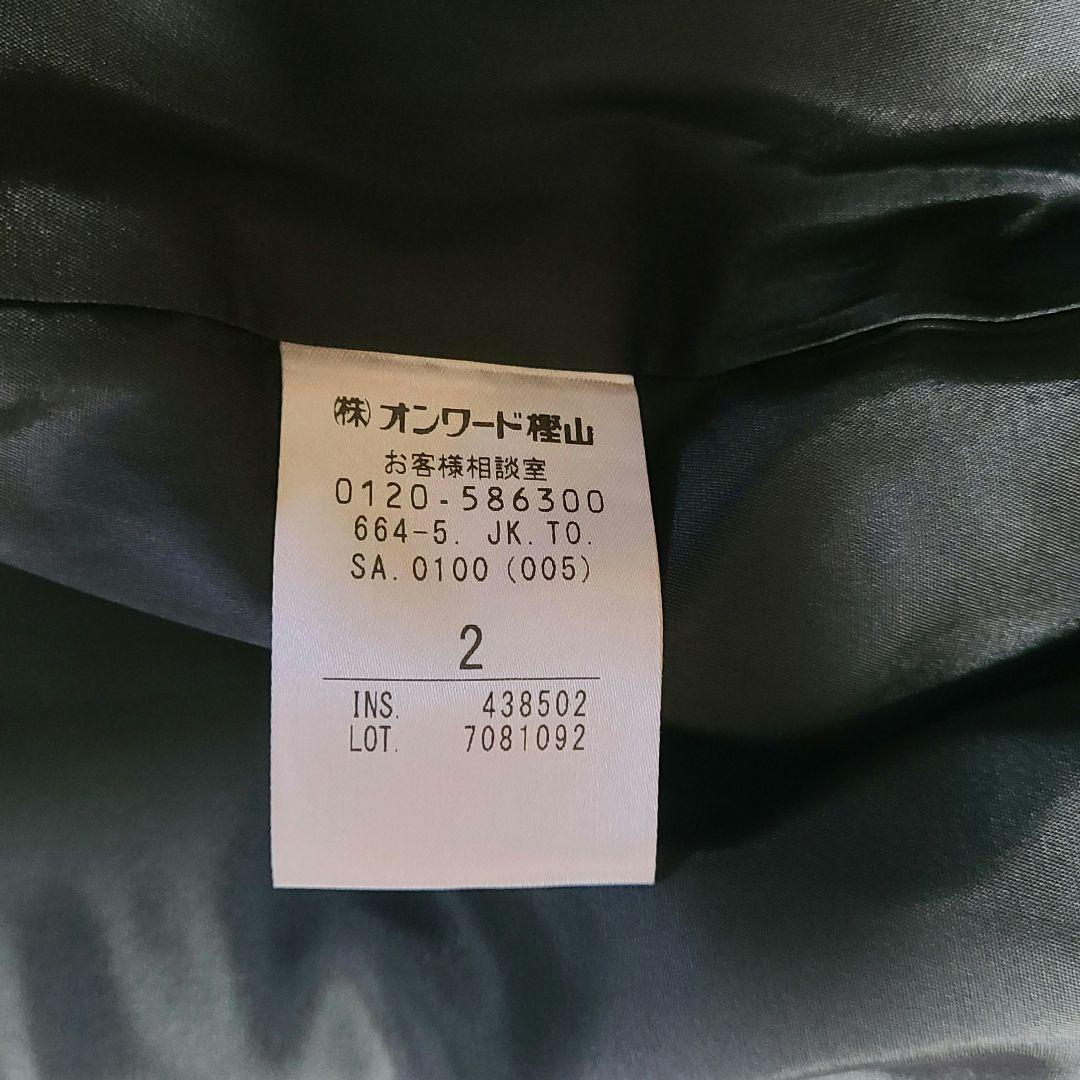 ㈱オンワード樫山
お客様相談室
0120-586300
664-5. JK.TO.
SA.0100 (005)
2
INS. 438502
LOT. 7081092